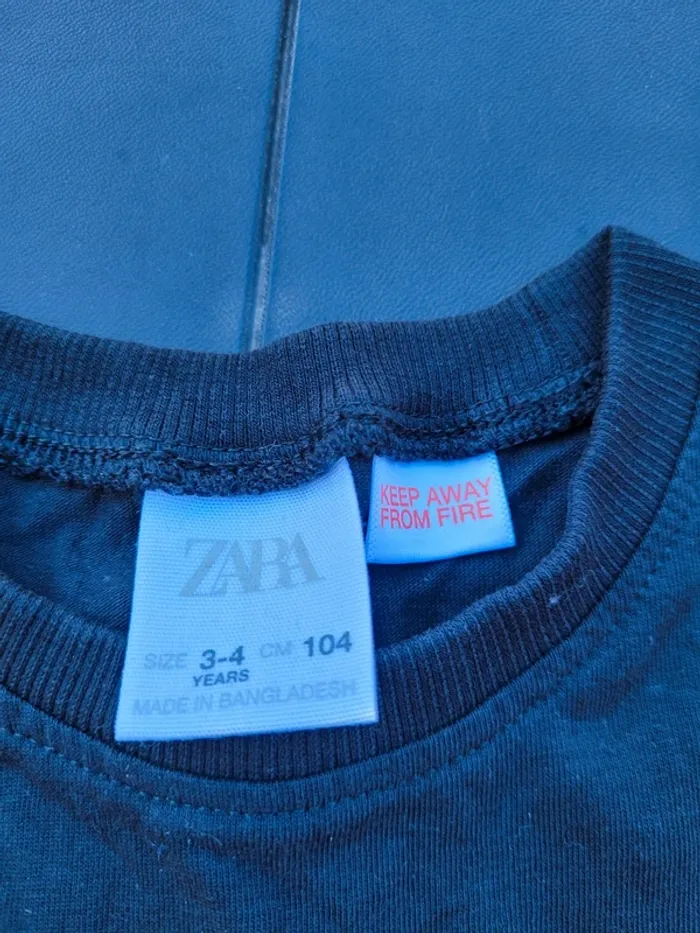 ZARA
SIZE 3-4 CM 104
YEARS
MADE IN BANGLADESH
KEEP AWAY
FROM FIRE